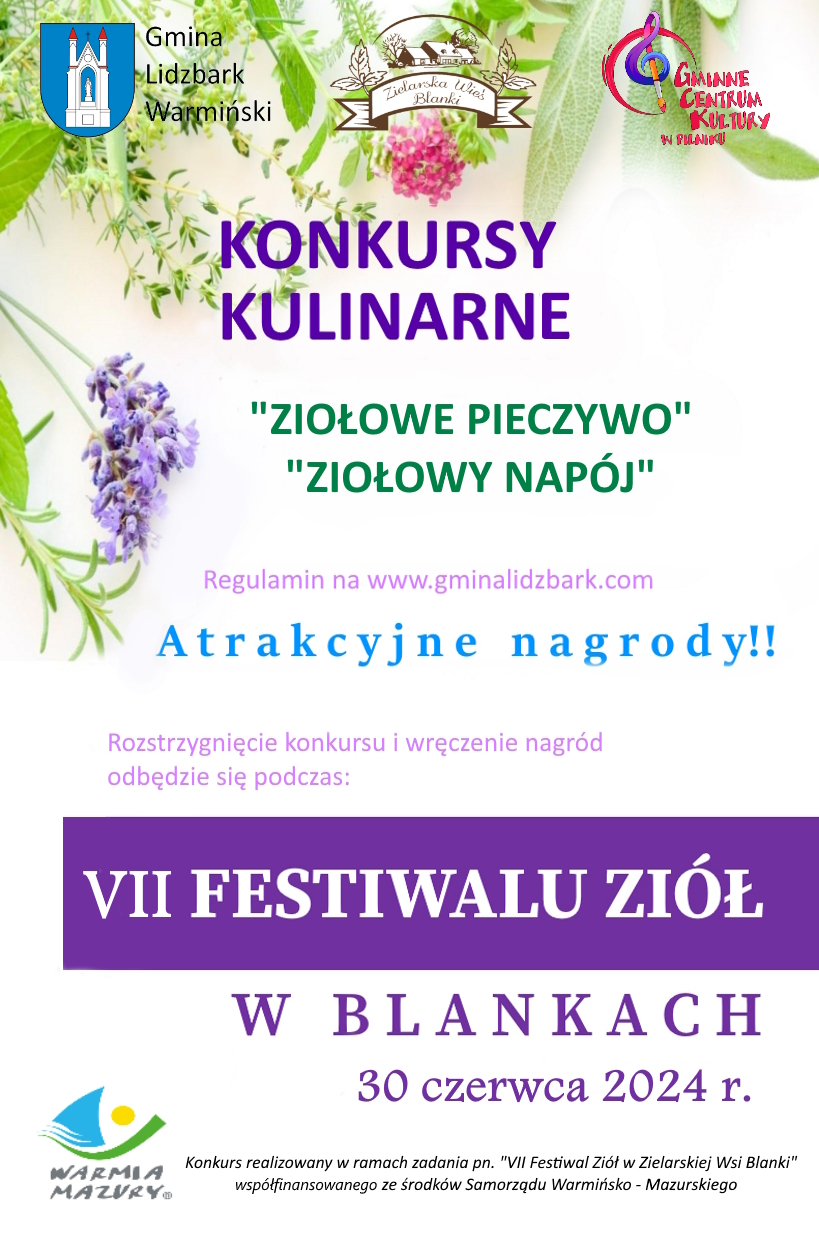 Gmina
Lidzbark
Warmiński
Zielarska Wieś
Blanki
GMINNE
CENTRUM
KULTURY
W PILNIKU
KONKURSY
KULINARNE
"ZIOŁOWE PIECZYWO"
"ZIOŁOWY NAPÓJ"
Regulamin na www.gminalidzbark.com
Atrakcyjne nagrody!!
Rozstrzygnięcie konkursu i wręczenie nagród
odbędzie się podczas:
VII FESTIWALU ZIÓŁ
W BLANKACH
30 czerwca 2024 r.
WARMIA
MAZURY®
Konkurs realizowany w ramach zadania pn. "VII Festiwal Ziół w Zielarskiej Wsi Blanki"
współfinansowanego ze środków Samorządu Warmińsko - Mazurskiego